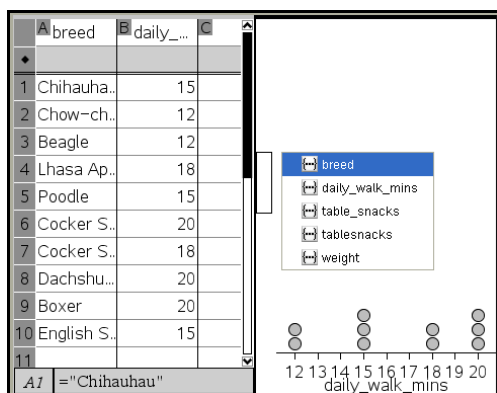 A breed B daily_... C
1 Chihauha.. 15
2 Chow-ch.. 12
3 Beagle 12
4 Lhasa Ap.. 18
5 Poodle 15
6 Cocker S.. 20
7 Cocker S.. 18
8 Dachshu... 20
9 Boxer 20
10 English S.. 15
11
A1 ="Chihauhau"
breed
daily_walk_mins
table_snacks
tablesnacks
weight
12 13 14 15 16 17 18 19 20
daily_walk_mins